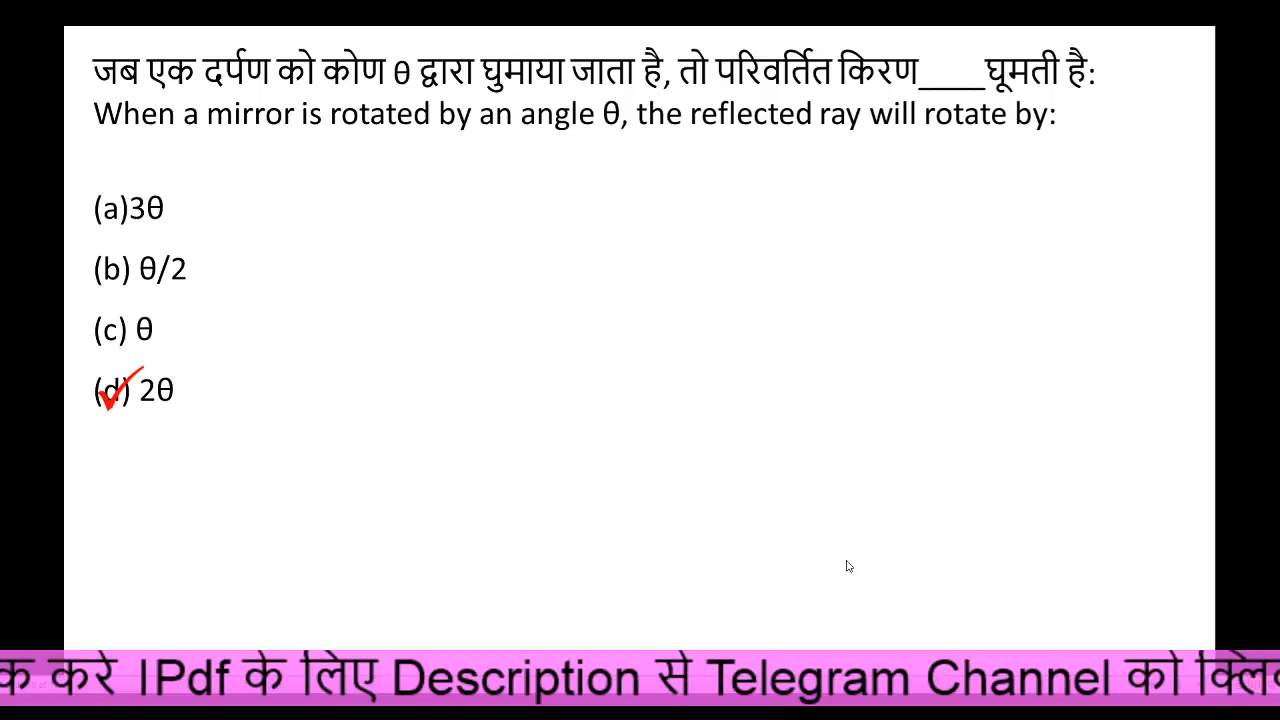 जब एक दर्पण को कोण θ द्वारा घुमाया जाता है, तो परिवर्तित किरण____घूमती है:
When a mirror is rotated by an angle θ, the reflected ray will rotate by:
(a)3θ
(b) θ/2
(c) θ
(d) 2θ
क करे IPdf के लिए Description से Telegram Channel को